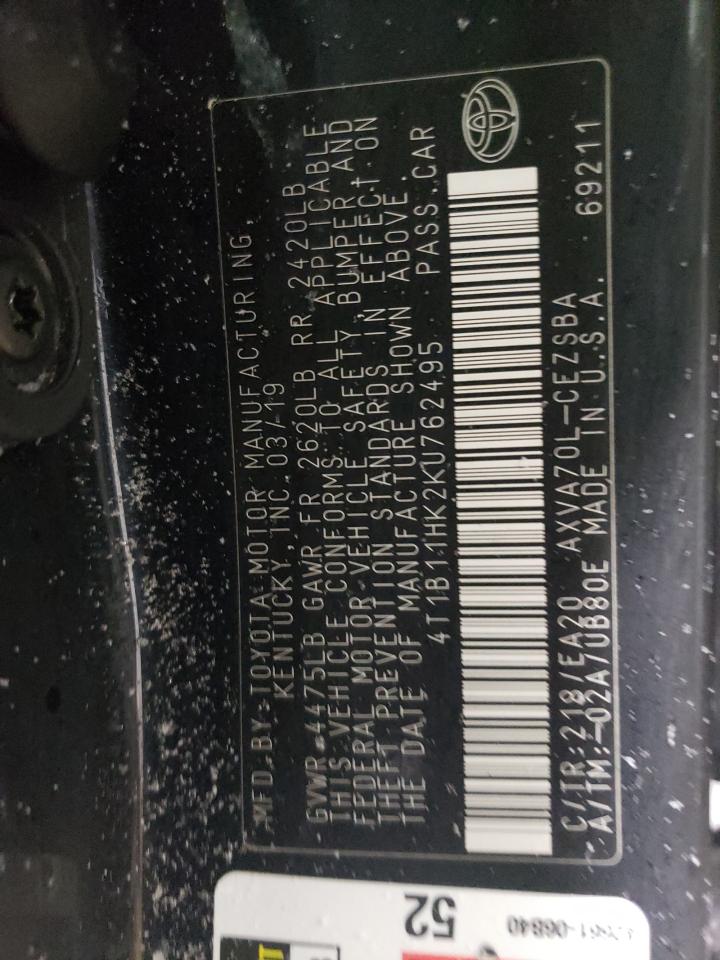 MFD.BY:TOYOTA MOTOR MANUFACTURING,
KENTUCKY, INC. 03/19
GVWR 4475LB GAWR FR 2620LB RR 2420LB
THIS VEHICLE CONFORMS TO ALL APPLICABLE
FEDERAL MOTOR VEHICLE SAFETY, BUMPER AND
THEFT PREVENTION STANDARDS IN EFFECT ON
THE DATE OF MANUFACTURE SHOWN ABOVE.
4T1B11HK2KU762495 PASS.CAR
C/TR:218/EA20 AXVA70L-CEZSBA
A/TM:-02A/UB80E MADE IN U.S.A. 69211
52